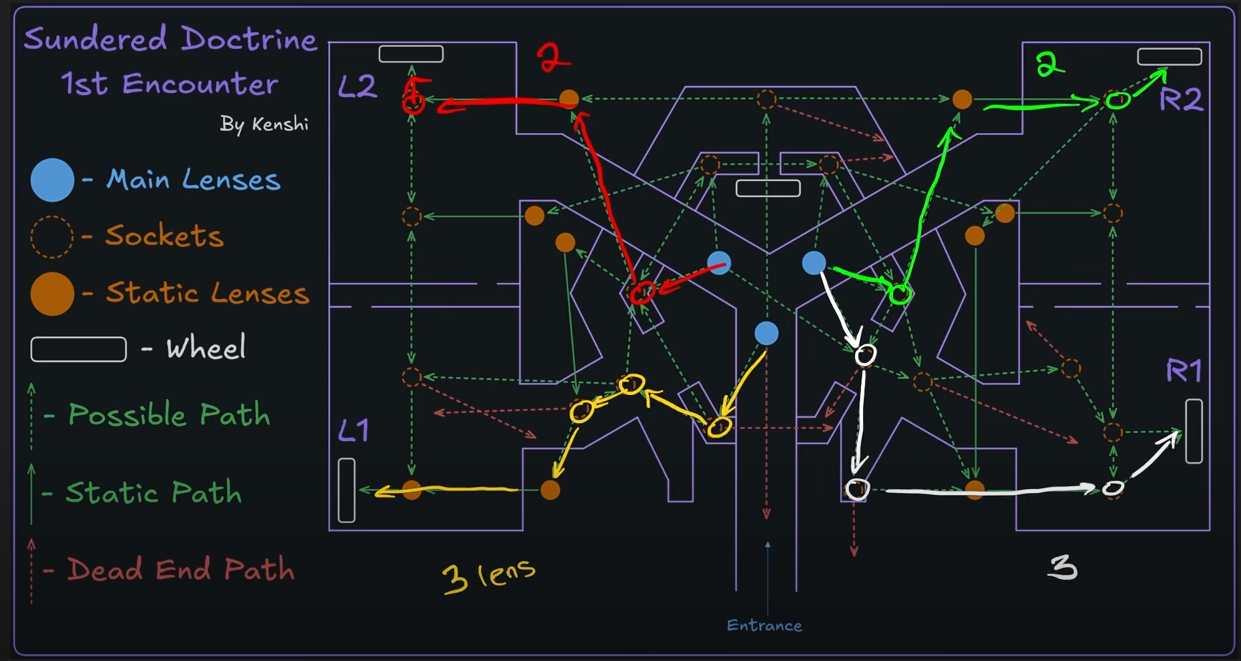 Sundered Doctrine
1st Encounter
By Kenshi
- Main Lenses
- Sockets
- Static Lenses
- Wheel
- Possible Path
- Static Path
- Dead End Path
L2
2
2
R2
L1
R1
3 lens
3
Entrance